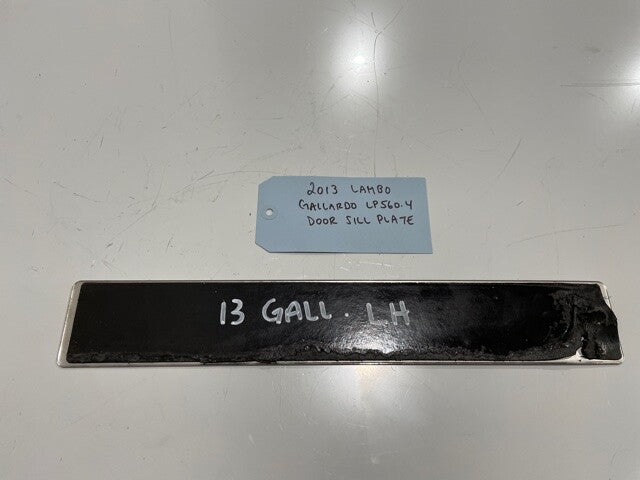 2013 LAMBO
GALLARDO LP560-4
DOOR SILL PLATE
13 GALL. LH